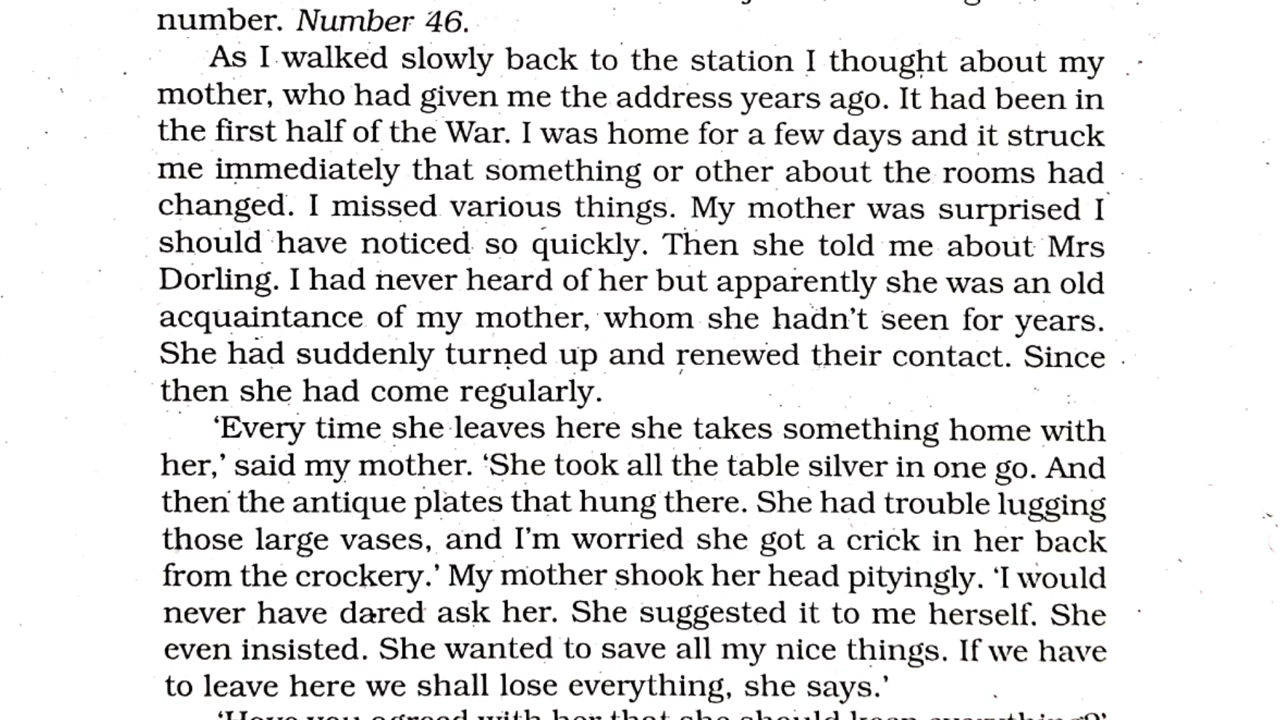 number. Number 46.
As I walked slowly back to the station I thought about my
mother, who had given me the address years ago. It had been in
the first half of the War. I was home for a few days and it struck
me immediately that something or other about the rooms had
changed. I missed various things. My mother was surprised I
should have noticed so quickly. Then she told me about Mrs
Dorling. I had never heard of her but apparently she was an old
acquaintance of my mother, whom she hadn't seen for years.
She had suddenly turned up and renewed their contact. Since
then she had come regularly.
‘Every time she leaves here she takes something home with
her,’ said my mother. ‘She took all the table silver in one go. And
then the antique plates that hung there. She had trouble lugging
those large vases, and I'm worried she got a crick in her back
from the crockery.’ My mother shook her head pityingly. ‘I would
never have dared ask her. She suggested it to me herself. She
even insisted. She wanted to save all my nice things. If we have
to leave here we shall lose everything, she says.’
‘Have you agreed with her that she should keep everything?’